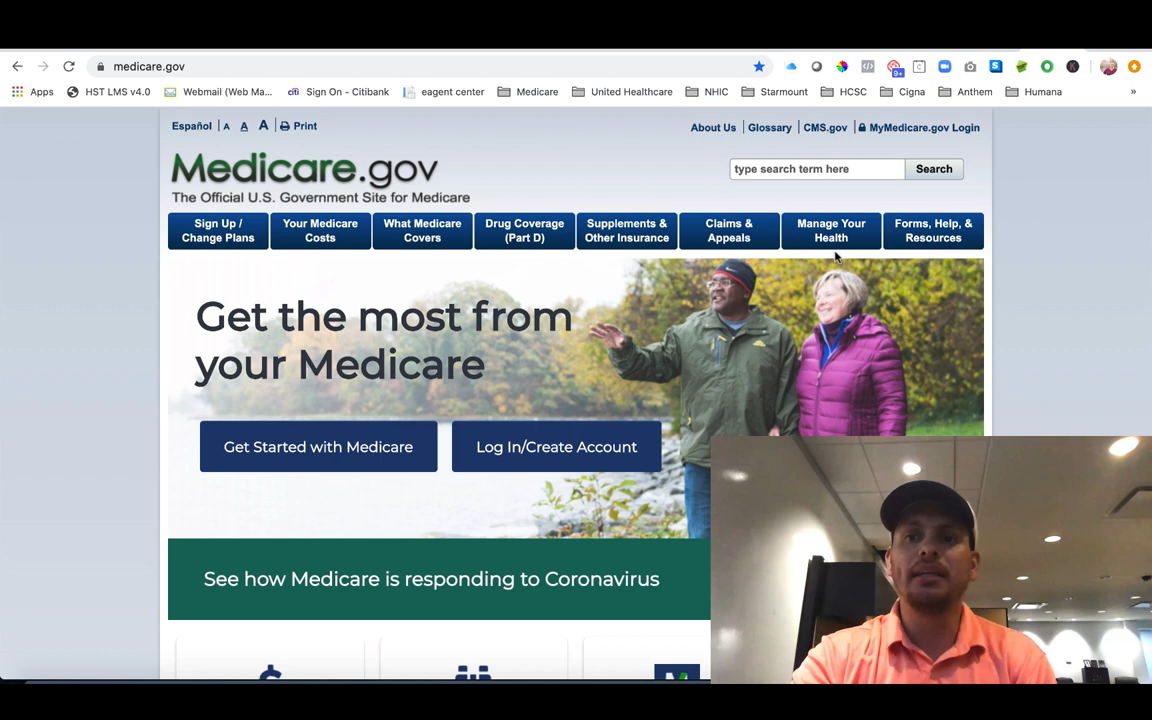 medicare.gov
9+
Apps
HST LMS v4.0
Webmail (Web Ma...
citi
Sign On - Citibank
eagent center
Medicare
United Healthcare
NHIC
Starmount
HCSC
Cigna
Anthem
Humana
»
Español
A
A
A
Print
About Us
Glossary
CMS.gov
MyMedicare.gov Login
Medicare.gov
The Official U.S. Government Site for Medicare
type search term here
Search
Sign Up /
Change Plans
Your Medicare
Costs
What Medicare
Covers
Drug Coverage
(Part D)
Supplements &
Other Insurance
Claims &
Appeals
Manage Your
Health
Forms, Help, &
Resources
Get the most from
your Medicare
Get Started with Medicare
Log In/Create Account
See how Medicare is responding to Coronavirus